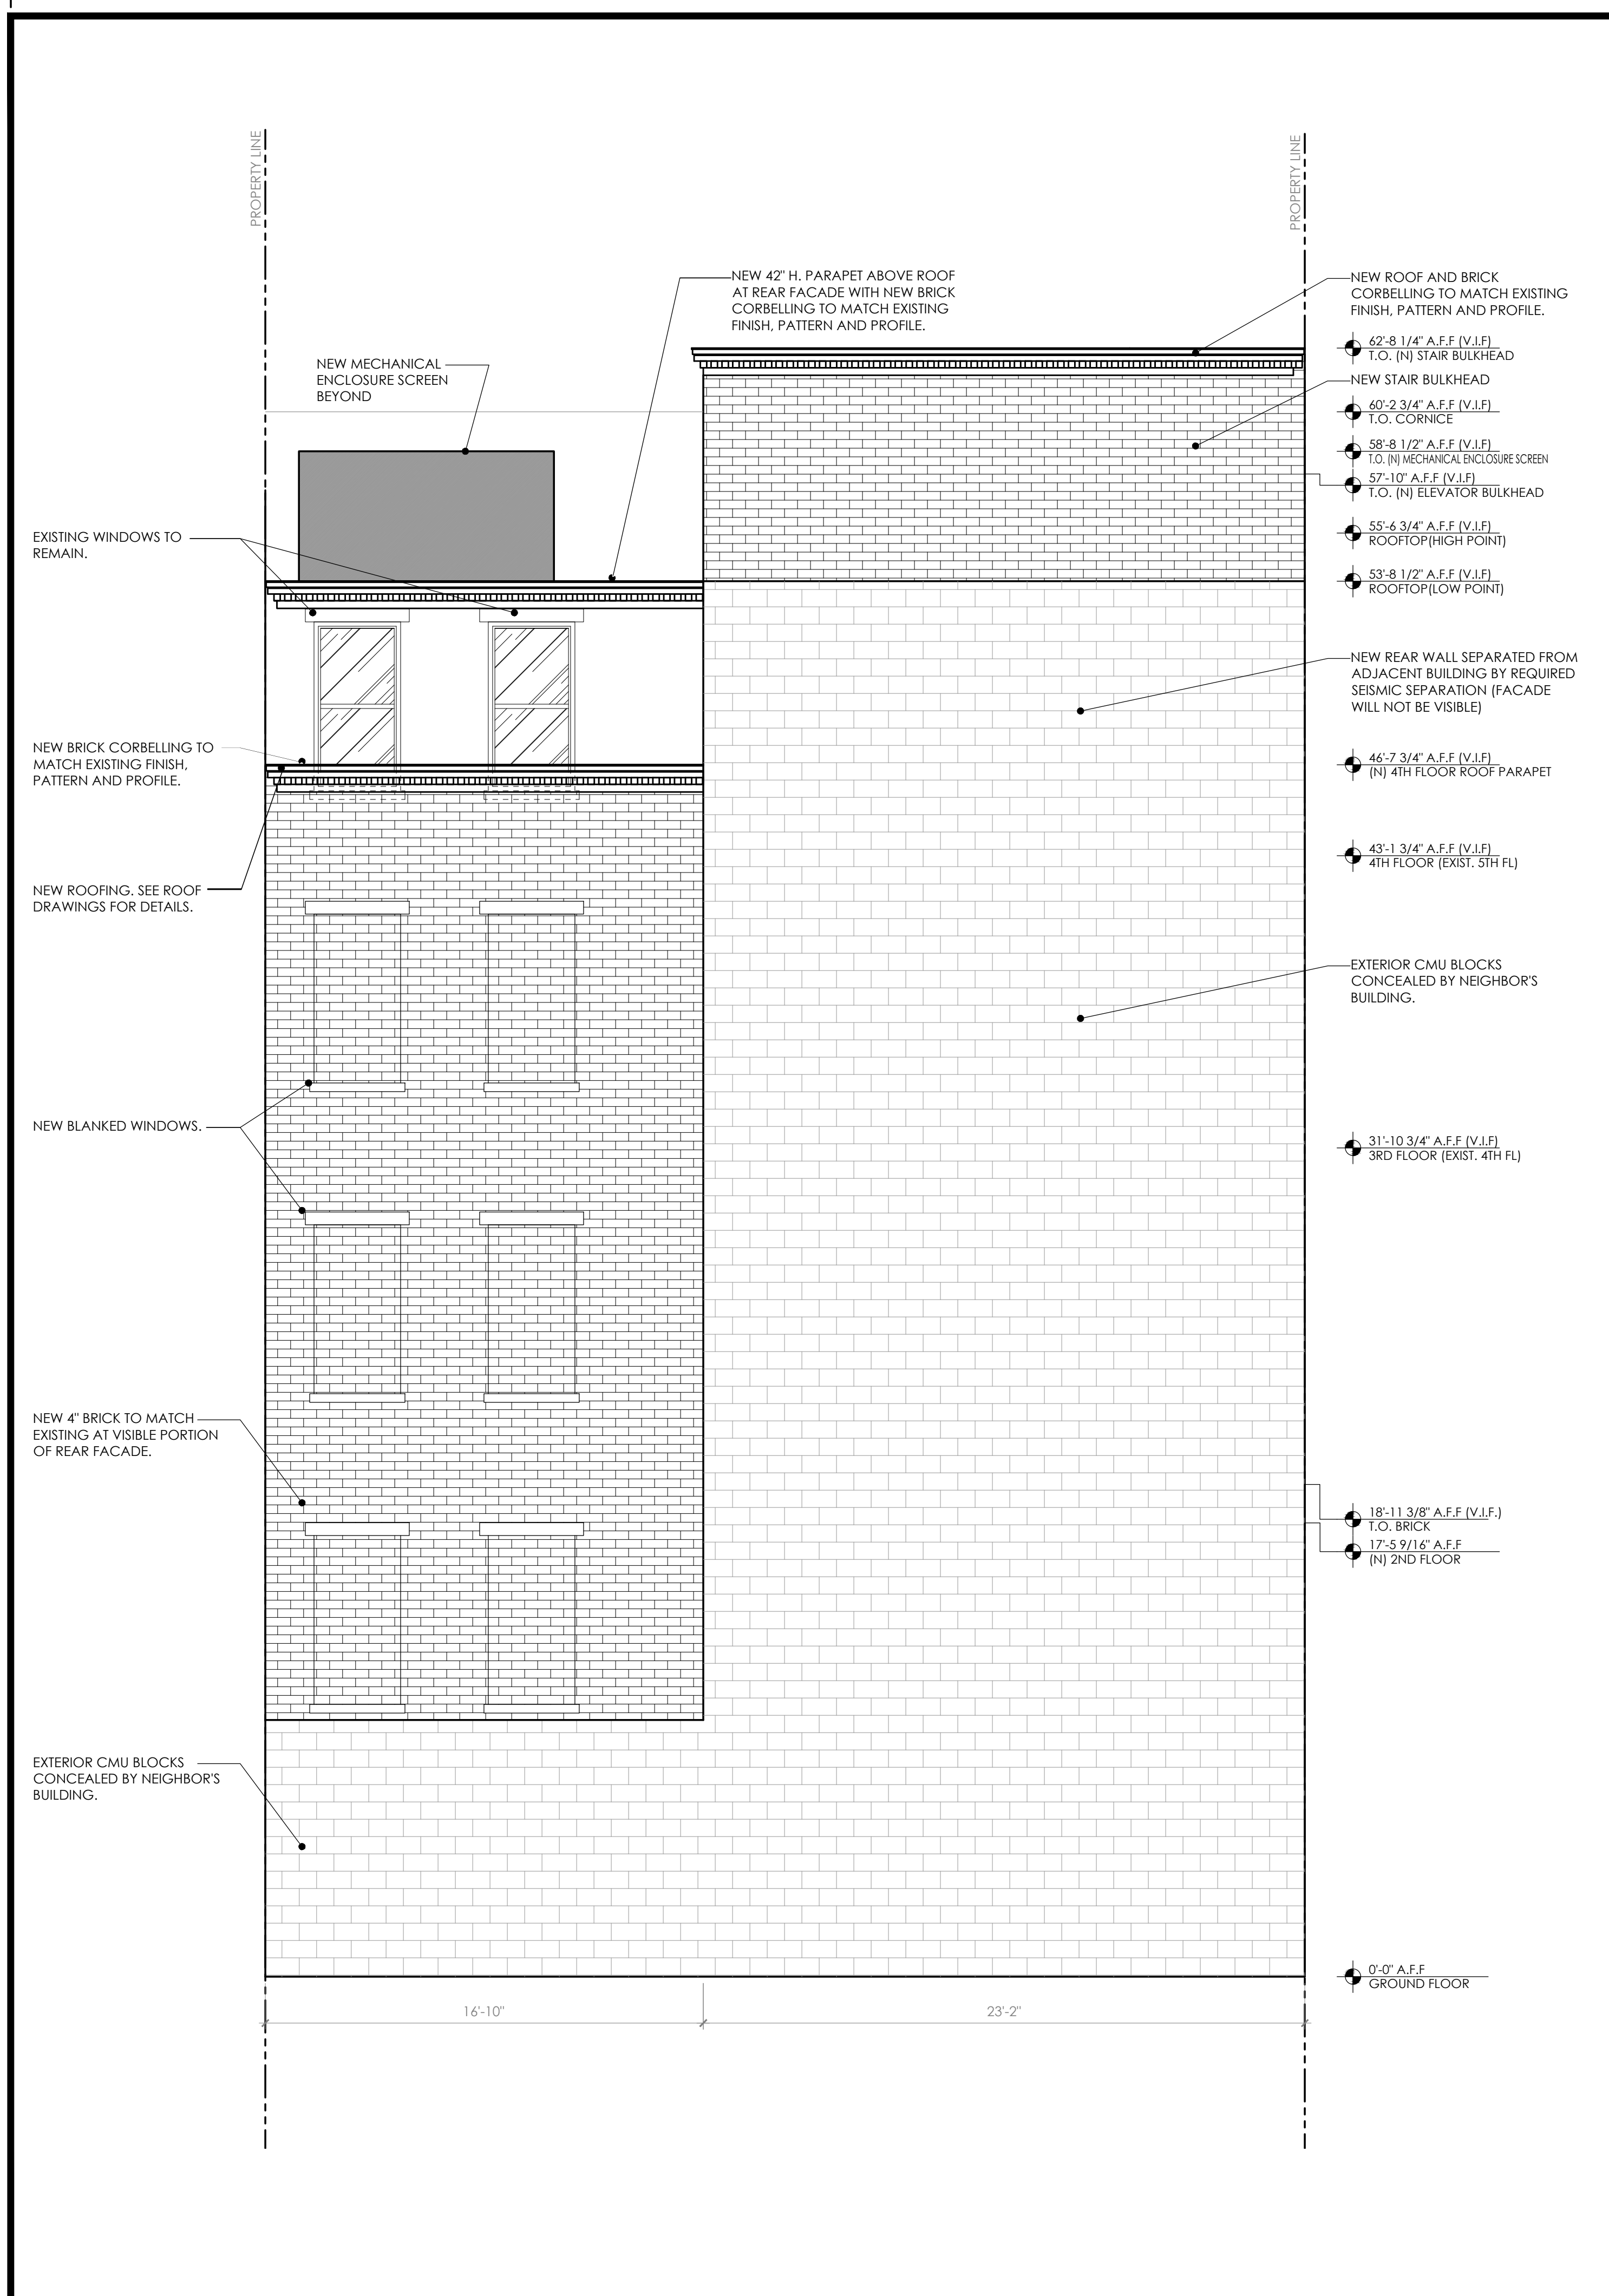 PROPERTY LINE
PROPERTY LINE
NEW 42" H. PARAPET ABOVE ROOF
AT REAR FACADE WITH NEW BRICK
CORBELLING TO MATCH EXISTING
FINISH, PATTERN AND PROFILE.
NEW MECHANICAL
ENCLOSURE SCREEN
BEYOND
EXISTING WINDOWS TO
REMAIN.
NEW BRICK CORBELLING TO
MATCH EXISTING FINISH,
PATTERN AND PROFILE.
NEW ROOFING. SEE ROOF
DRAWINGS FOR DETAILS.
NEW BLANKED WINDOWS.
NEW 4" BRICK TO MATCH
EXISTING AT VISIBLE PORTION
OF REAR FACADE.
EXTERIOR CMU BLOCKS
CONCEALED BY NEIGHBOR'S
BUILDING.
NEW ROOF AND BRICK
CORBELLING TO MATCH EXISTING
FINISH, PATTERN AND PROFILE.
62'-8 1/4" A.F.F (V.I.F)
T.O. (N) STAIR BULKHEAD
NEW STAIR BULKHEAD
60'-2 3/4" A.F.F (V.I.F)
T.O. CORNICE
58'-8 1/2" A.F.F (V.I.F)
T.O. (N) MECHANICAL ENCLOSURE SCREEN
57'-10" A.F.F (V.I.F)
T.O. (N) ELEVATOR BULKHEAD
55'-6 3/4" A.F.F (V.I.F)
ROOFTOP(HIGH POINT)
53'-8 1/2" A.F.F (V.I.F)
ROOFTOP(LOW POINT)
NEW REAR WALL SEPARATED FROM
ADJACENT BUILDING BY REQUIRED
SEISMIC SEPARATION (FACADE
WILL NOT BE VISIBLE)
46'-7 3/4" A.F.F (V.I.F)
(N) 4TH FLOOR ROOF PARAPET
43'-1 3/4" A.F.F (V.I.F)
4TH FLOOR (EXIST. 5TH FL)
EXTERIOR CMU BLOCKS
CONCEALED BY NEIGHBOR'S
BUILDING.
31'-10 3/4" A.F.F (V.I.F)
3RD FLOOR (EXIST. 4TH FL)
18'-11 3/8" A.F.F (V.I.F.)
T.O. BRICK
17'-5 9/16" A.F.F
(N) 2ND FLOOR
0'-0" A.F.F
GROUND FLOOR
16'-10"
23'-2"